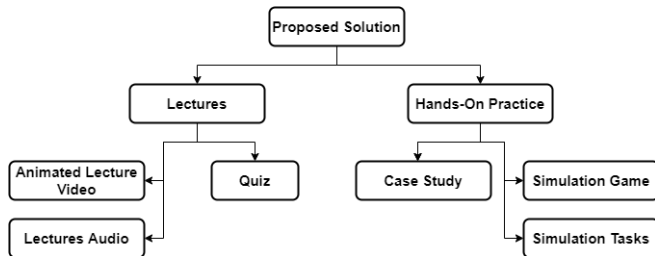 Proposed Solution
Lectures
Hands-On Practice
Animated Lecture
Video
Quiz
Case Study
Simulation Game
Lectures Audio
Simulation Tasks